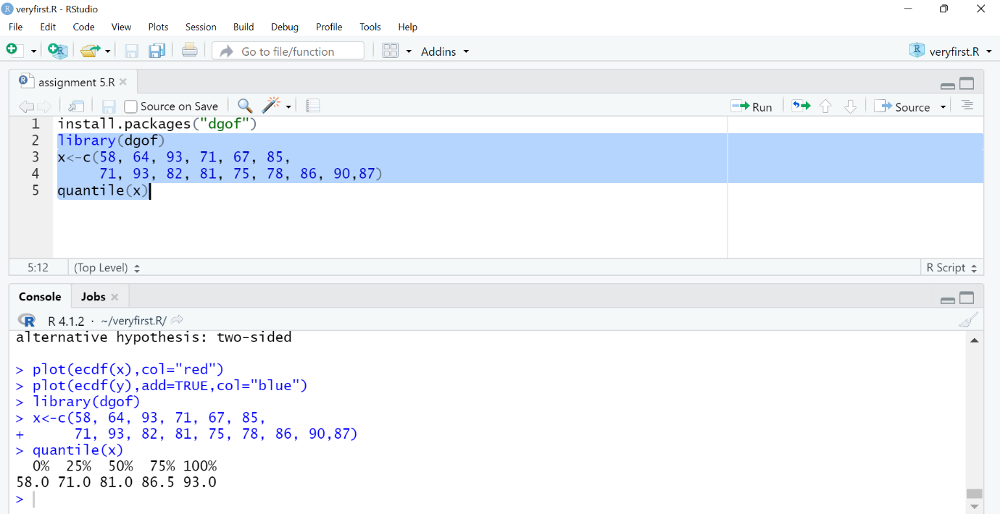 veryfirst.R - RStudio
File Edit Code View Plots Session Build Debug Profile Tools Help
Go to file/function Addins veryfirst.R
assignment 5.R
Source on Save Run Source
1 install.packages("dgof")
2 library(dgof)
3 x<-c(58, 64, 93, 71, 67, 85,
4 71, 93, 82, 81, 75, 78, 86, 90,87)
5 quantile(x)
5:12 (Top Level) R Script
Console Jobs
R 4.1.2 · ~/veryfirst.R/
alternative hypothesis: two-sided
> plot(ecdf(x),col="red")
> plot(ecdf(y),add=TRUE,col="blue")
> library(dgof)
> x<-c(58, 64, 93, 71, 67, 85,
+ 71, 93, 82, 81, 75, 78, 86, 90,87)
> quantile(x)
0% 25% 50% 75% 100%
58.0 71.0 81.0 86.5 93.0
>